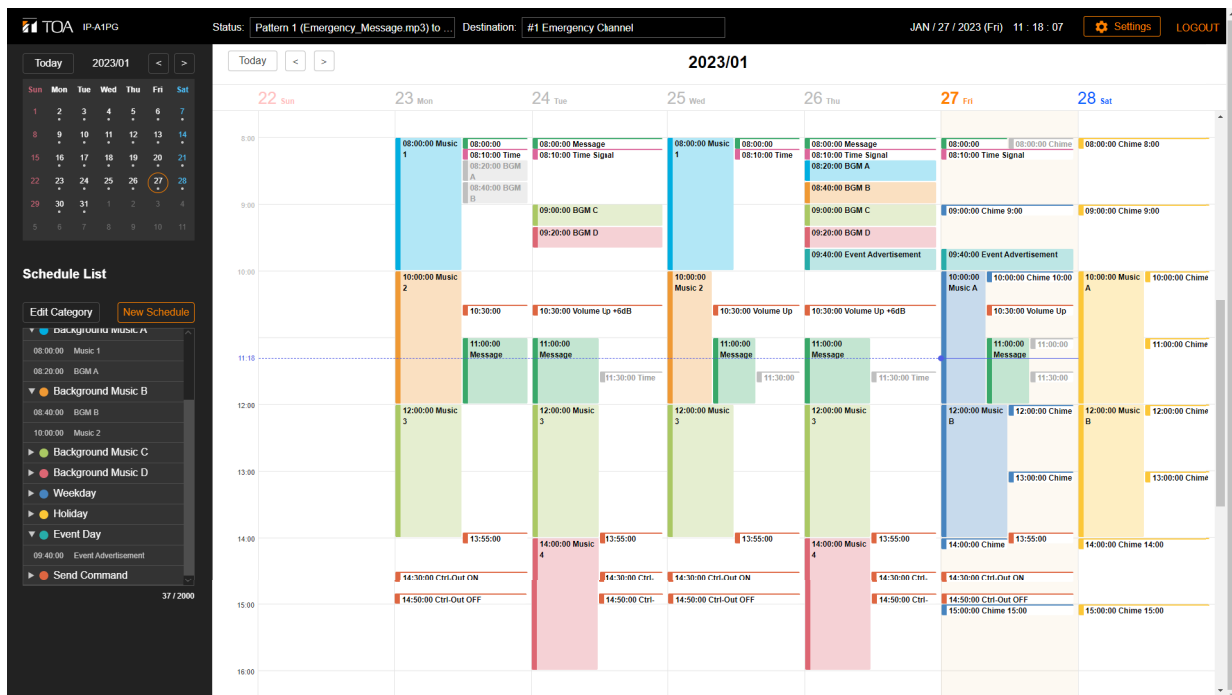 TOA IP-A1PG
Status: Pattern 1 (Emergency_Message.mp3) to ... Destination: #1 Emergency Channel
JAN / 27 / 2023 (Fri) 11 : 18 : 07 Settings LOGOUT
Today 2023/01 < >
Sun Mon Tue Wed Thu Fri Sat
1 2 3 4 5 6 7
8 9 10 11 12 13 14
15 16 17 18 19 20 21
22 23 24 25 26 27 28
29 30 31 1 2 3 4
5 6 7 8 9 10 11
Schedule List
Edit Category New Schedule
Background Music A
08:00:00 Music 1
08:20:00 BGM A
Background Music B
08:40:00 BGM B
10:00:00 Music 2
Background Music C
Background Music D
Weekday
Holiday
Event Day
09:40:00 Event Advertisement
Send Command
37 / 2000
Today < > 2023/01
22 Sun 23 Mon 24 Tue 25 Wed 26 Thu 27 Fri 28 Sat
8:00
9:00
10:00
11:18
12:00
13:00
14:00
15:00
16:00
08:00:00 Music
1
08:00:00
08:10:00 Time
08:20:00 BGM
A
08:40:00 BGM
B
10:00:00 Music
2
10:30:00
11:00:00
Message
12:00:00 Music
3
13:55:00
14:30:00 Ctrl-Out ON
14:50:00 Ctrl-Out OFF
08:00:00 Message
08:10:00 Time Signal
09:00:00 BGM C
09:20:00 BGM D
10:30:00 Volume Up +6dB
11:00:00
Message
11:30:00 Time
12:00:00 Music
3
13:55:00
14:00:00 Music
4
14:30:00 Ctrl-
14:50:00 Ctrl-
08:00:00 Music
1
08:00:00
08:10:00 Time
10:00:00
Music 2
10:30:00 Volume Up
11:00:00
Message
11:30:00
12:00:00 Music
3
13:55:00
14:30:00 Ctrl-Out ON
14:50:00 Ctrl-Out OFF
08:00:00 Message
08:10:00 Time Signal
08:20:00 BGM A
08:40:00 BGM B
09:00:00 BGM C
09:20:00 BGM D
09:40:00 Event Advertisement
10:30:00 Volume Up +6dB
11:00:00
Message
11:30:00 Time
12:00:00 Music
3
13:55:00
14:00:00 Music
4
14:30:00 Ctrl-
14:50:00 Ctrl-
08:00:00
08:00:00 Chime
08:10:00 Time Signal
09:00:00 Chime 9:00
09:40:00 Event Advertisement
10:00:00
Music A
10:00:00 Chime 10:00
10:30:00 Volume Up
11:00:00
Message
11:00:00
11:30:00
12:00:00 Music
B
12:00:00 Chime
13:00:00 Chime
13:55:00
14:00:00 Chime
14:30:00 Ctrl-Out ON
14:50:00 Ctrl-Out OFF
15:00:00 Chime 15:00
08:00:00 Chime 8:00
09:00:00 Chime 9:00
10:00:00 Music
A
10:00:00 Chime
11:00:00 Chime
12:00:00 Music
B
12:00:00 Chime
13:00:00 Chime
14:00:00 Chime 14:00
15:00:00 Chime 15:00